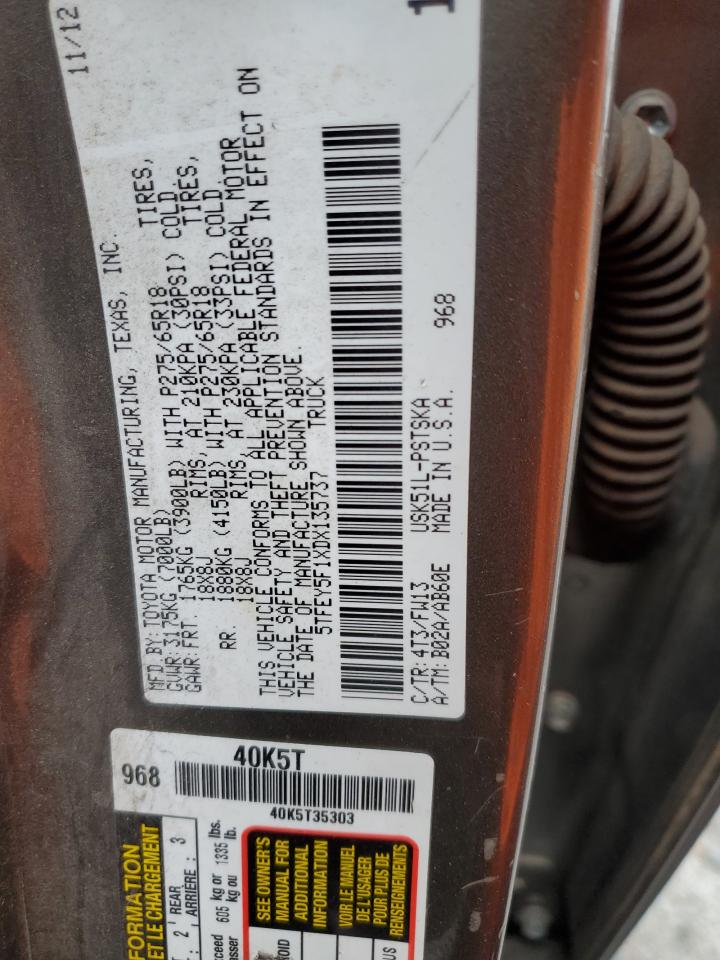 MFD.BY:TOYOTA MOTOR MANUFACTURING, TEXAS, INC. 11/12
GVWR:3175KG (7000LB)
GAWR:FRT. 1765KG (3900LB) WITH P275/65R18 TIRES,
18X8J RIMS, AT 210KPA (30PSI) COLD
RR. 1880KG (4150LB) WITH P275/65R18 TIRES,
18X8J RIMS, AT 230KPA (33PSI) COLD
THIS VEHICLE CONFORMS TO ALL APPLICABLE FEDERAL MOTOR
VEHICLE SAFETY AND THEFT PREVENTION STANDARDS IN EFFECT ON
THE DATE OF MANUFACTURE SHOWN ABOVE.
5TFEY5F1XDX135737 TRUCK
C/TR:4T3/FW13 USK51L-PSTSKA 968
A/TM:B02A/AB60E MADE IN U.S.A.
968
40K5T
40K5T35303
ET LE CHARGEMENT
2 REAR 3
ARRIÈRE :
605 kg or 1335 lbs.
kg ou lb.
SEE OWNER'S
MANUAL FOR
ADDITIONAL
INFORMATION
VOIR LE MANUEL
DE L'USAGER
POUR PLUS DE
RENSEIGNEMENTS